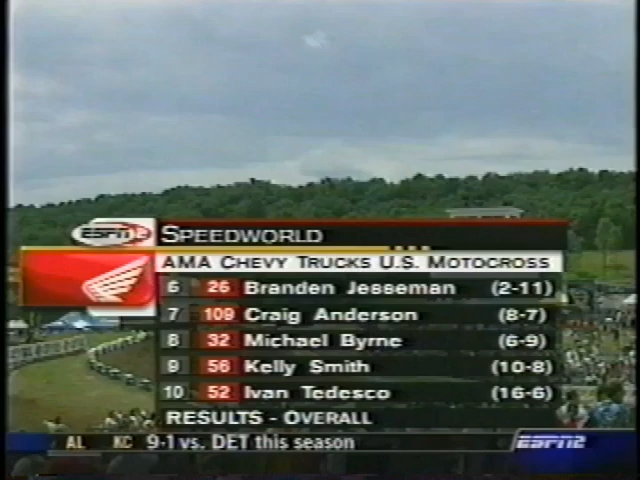 ESPN2 SPEEDWORLD
AMA CHEVY TRUCKS U.S. MOTOCROSS
6 26 Branden Jesseman (2-11)
7 109 Craig Anderson (8-7)
8 32 Michael Byrne (6-9)
9 56 Kelly Smith (10-8)
10 52 Ivan Tedesco (16-6)
RESULTS - OVERALL
AL KC 9-1 vs. DET this season ESPN2